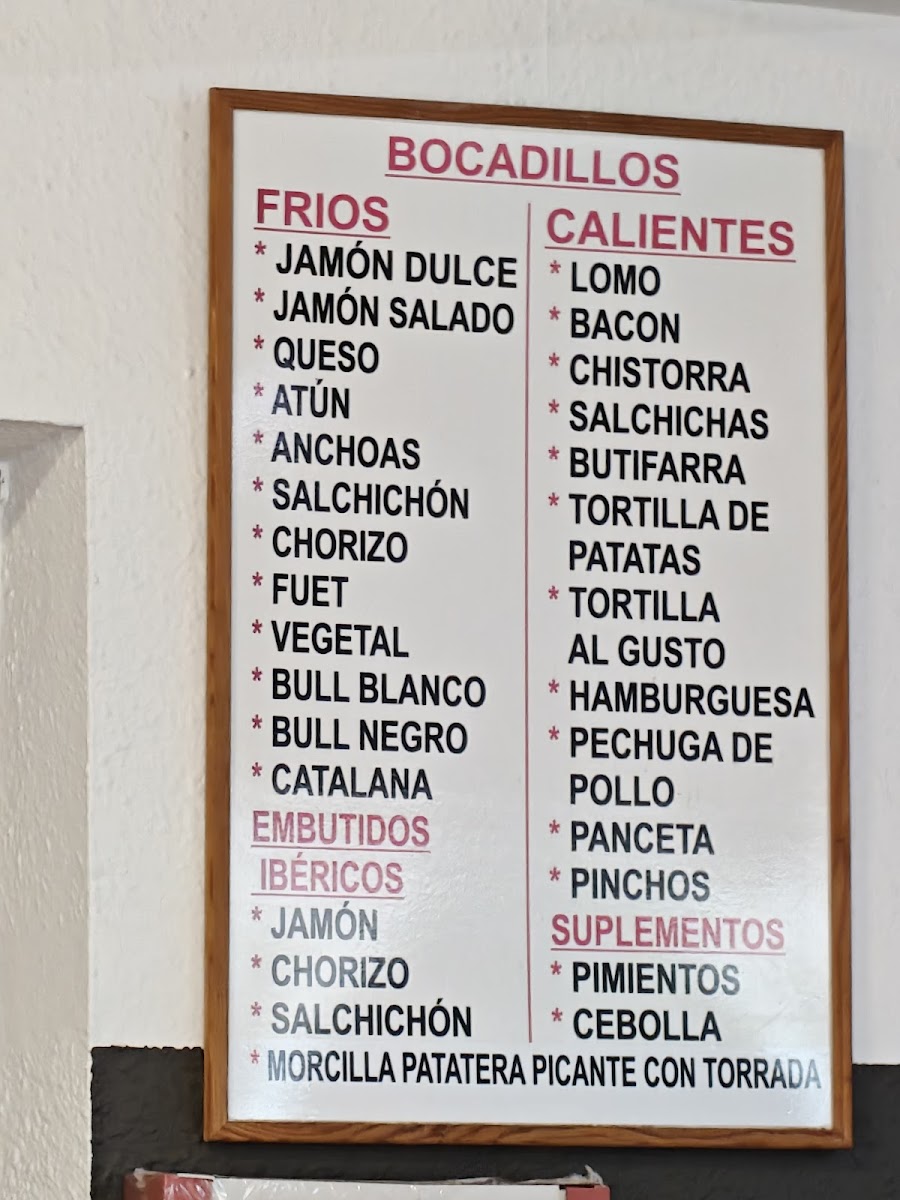 BOCADILLOS
FRIOS
* JAMÓN DULCE
* JAMÓN SALADO
* QUESO
* ATÚN
* ANCHOAS
* SALCHICHÓN
* CHORIZO
* FUET
* VEGETAL
* BULL BLANCO
* BULL NEGRO
* CATALANA
EMBUTIDOS
IBÉRICOS
* JAMÓN
* CHORIZO
* SALCHICHÓN
CALIENTES
* LOMO
* BACON
* CHISTORRA
* SALCHICHAS
* BUTIFARRA
* TORTILLA DE
PATATAS
* TORTILLA
AL GUSTO
* HAMBURGUESA
* PECHUGA DE
POLLO
* PANCETA
* PINCHOS
SUPLEMENTOS
* PIMIENTOS
* CEBOLLA
* MORCILLA PATATERA PICANTE CON TORRADA